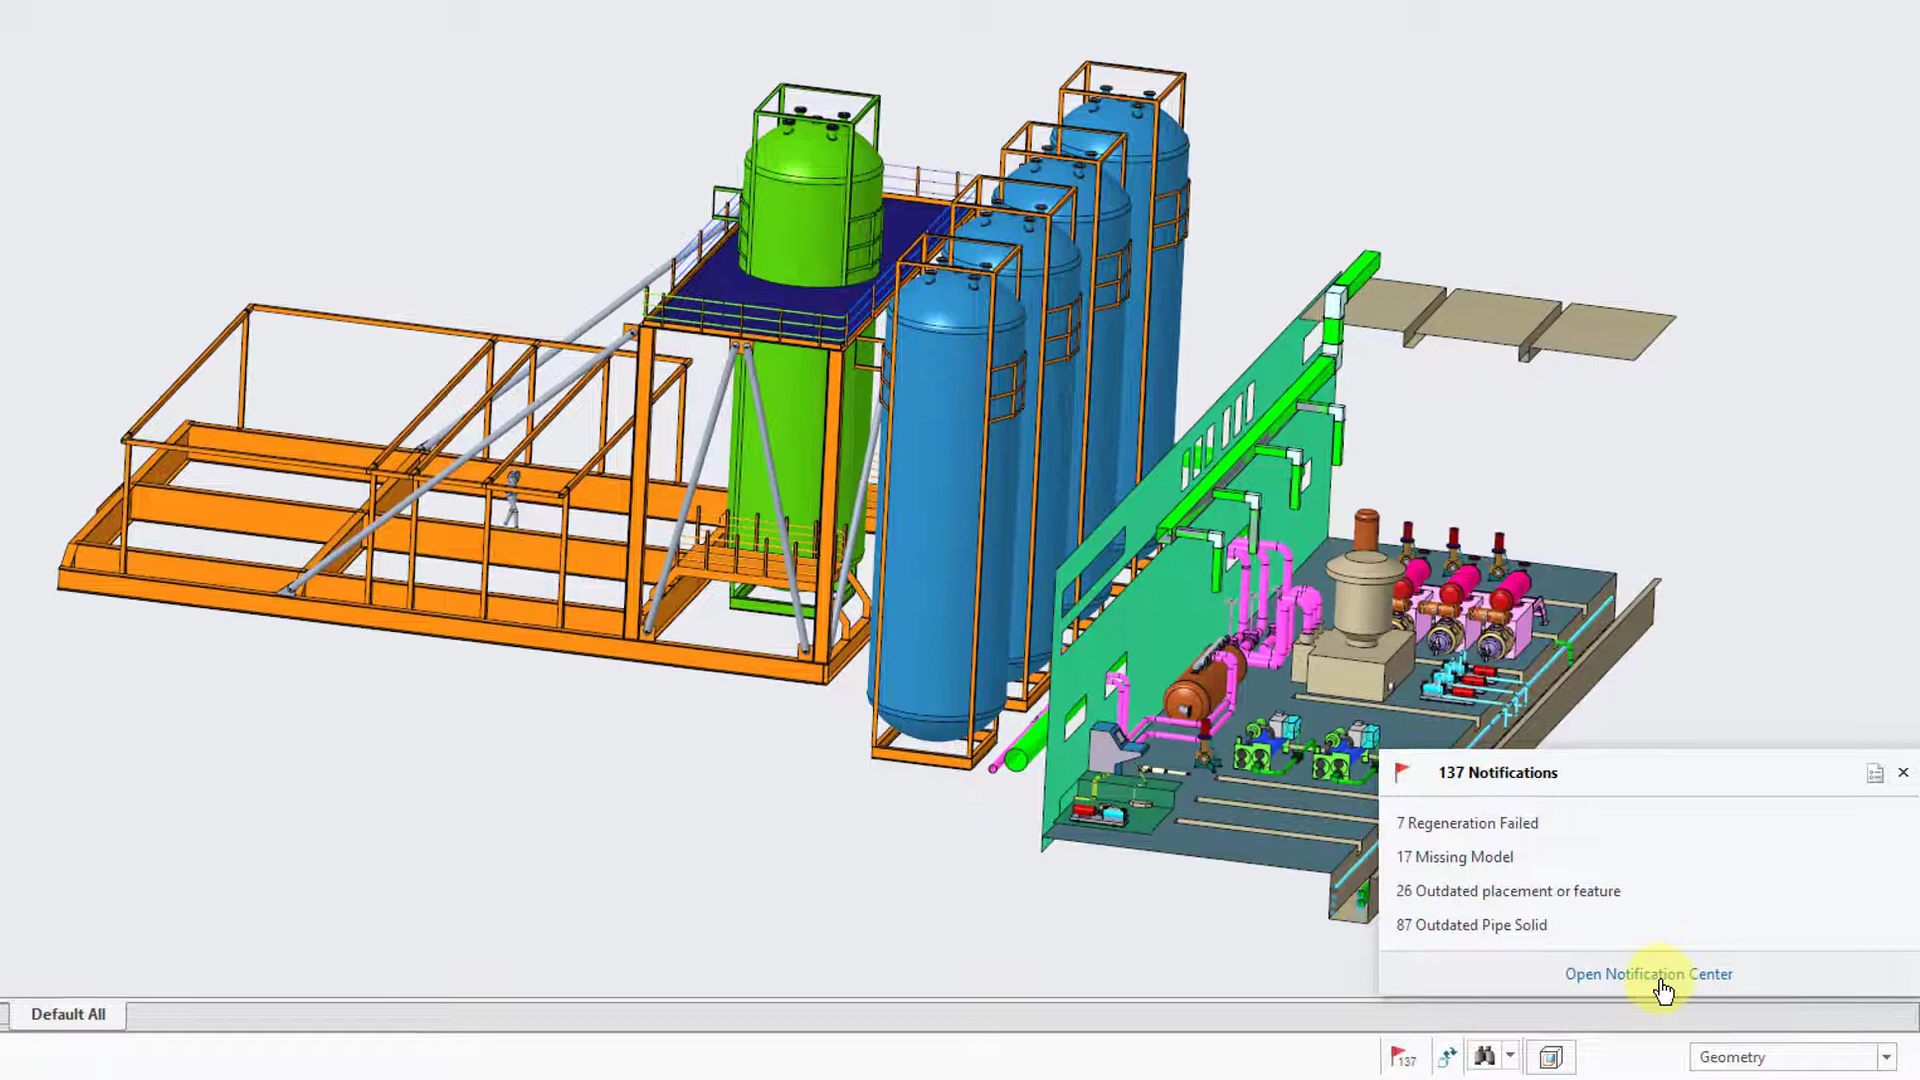 137 Notifications
7 Regeneration Failed
17 Missing Model
26 Outdated placement or feature
87 Outdated Pipe Solid
Open Notification Center
Default All
137
Geometry